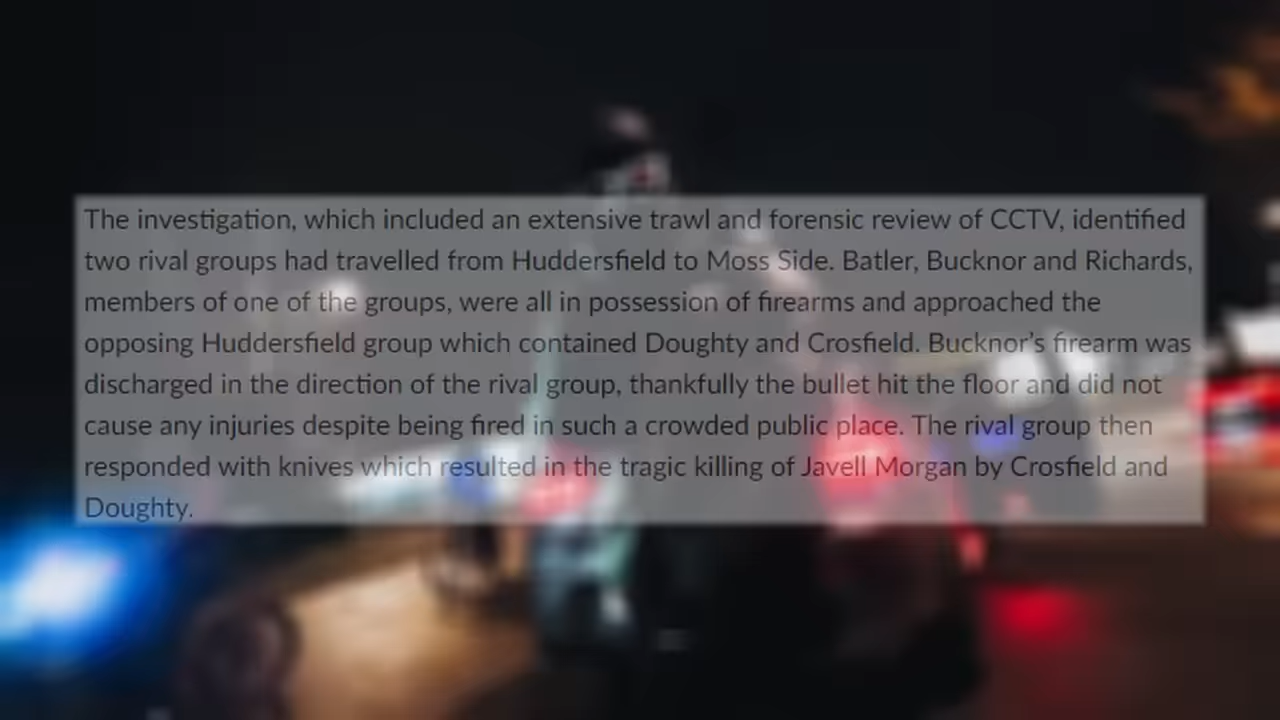 The investigation, which included an extensive trawl and forensic review of CCTV, identified
two rival groups had travelled from Huddersfield to Moss Side. Batler, Bucknor and Richards,
members of one of the groups, were all in possession of firearms and approached the
opposing Huddersfield group which contained Doughty and Crosfield. Bucknor’s firearm was
discharged in the direction of the rival group, thankfully the bullet hit the floor and did not
cause any injuries despite being fired in such a crowded public place. The rival group then
responded with knives which resulted in the tragic killing of Javell Morgan by Crosfield and
Doughty.